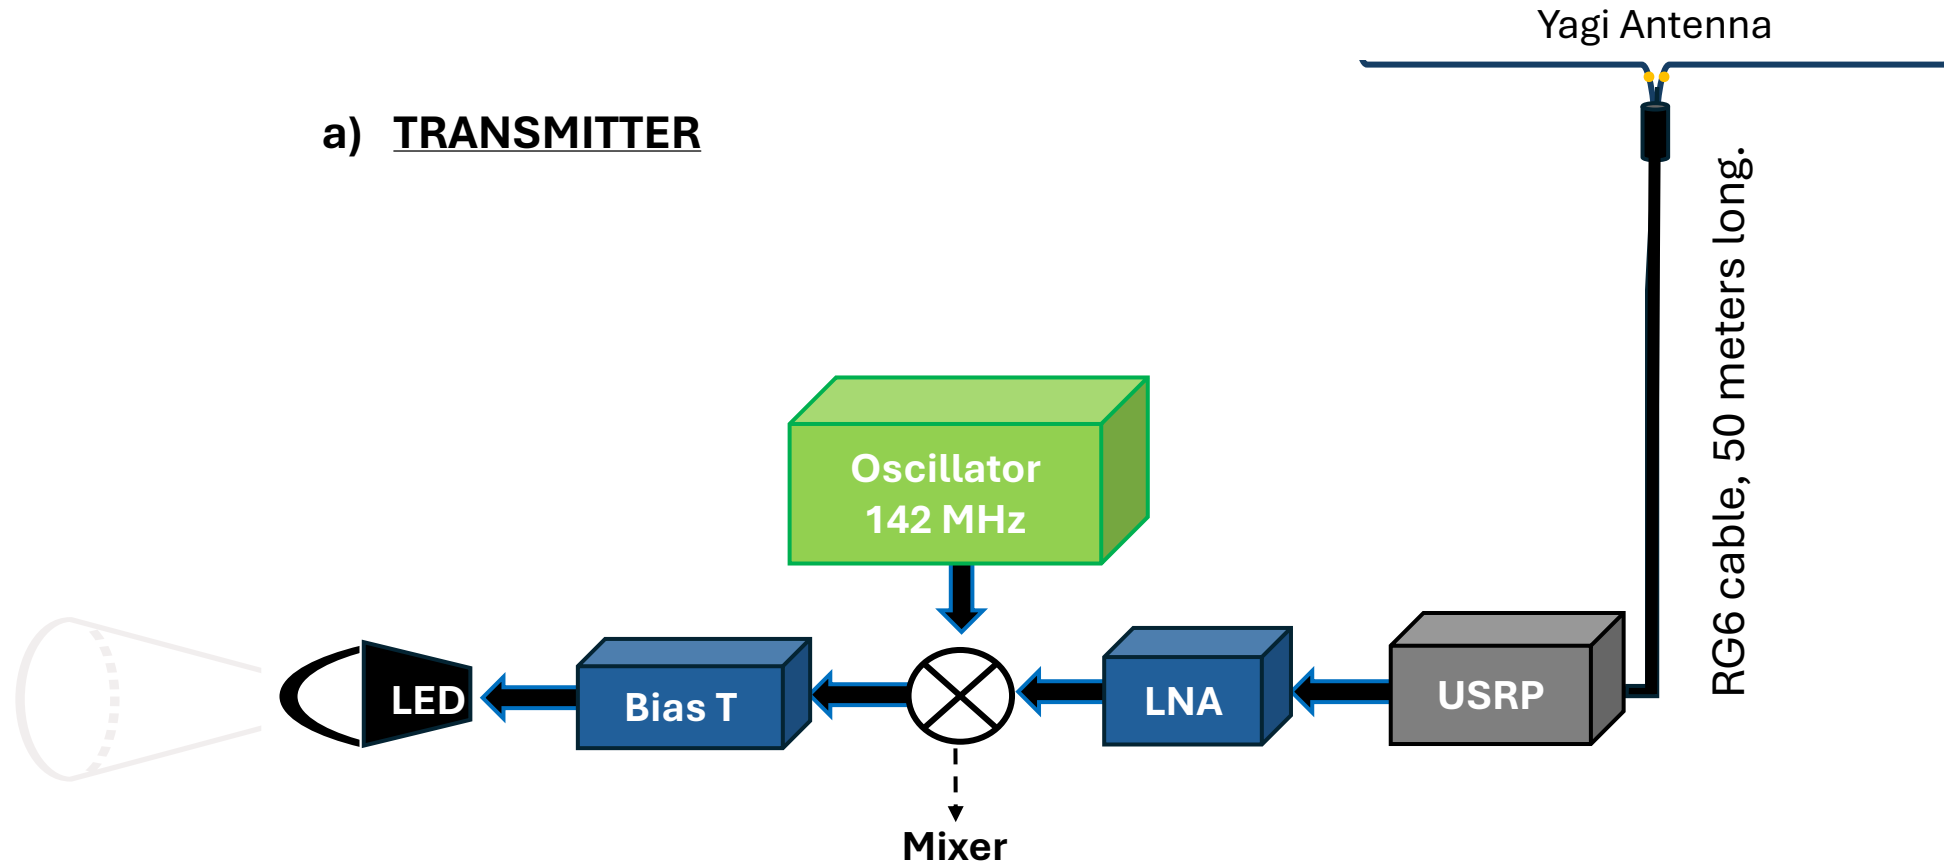 Yagi Antenna
a) TRANSMITTER
RG6 cable, 50 meters long.
Oscillator
142 MHz
LED
Bias T
LNA
USRP
Mixer